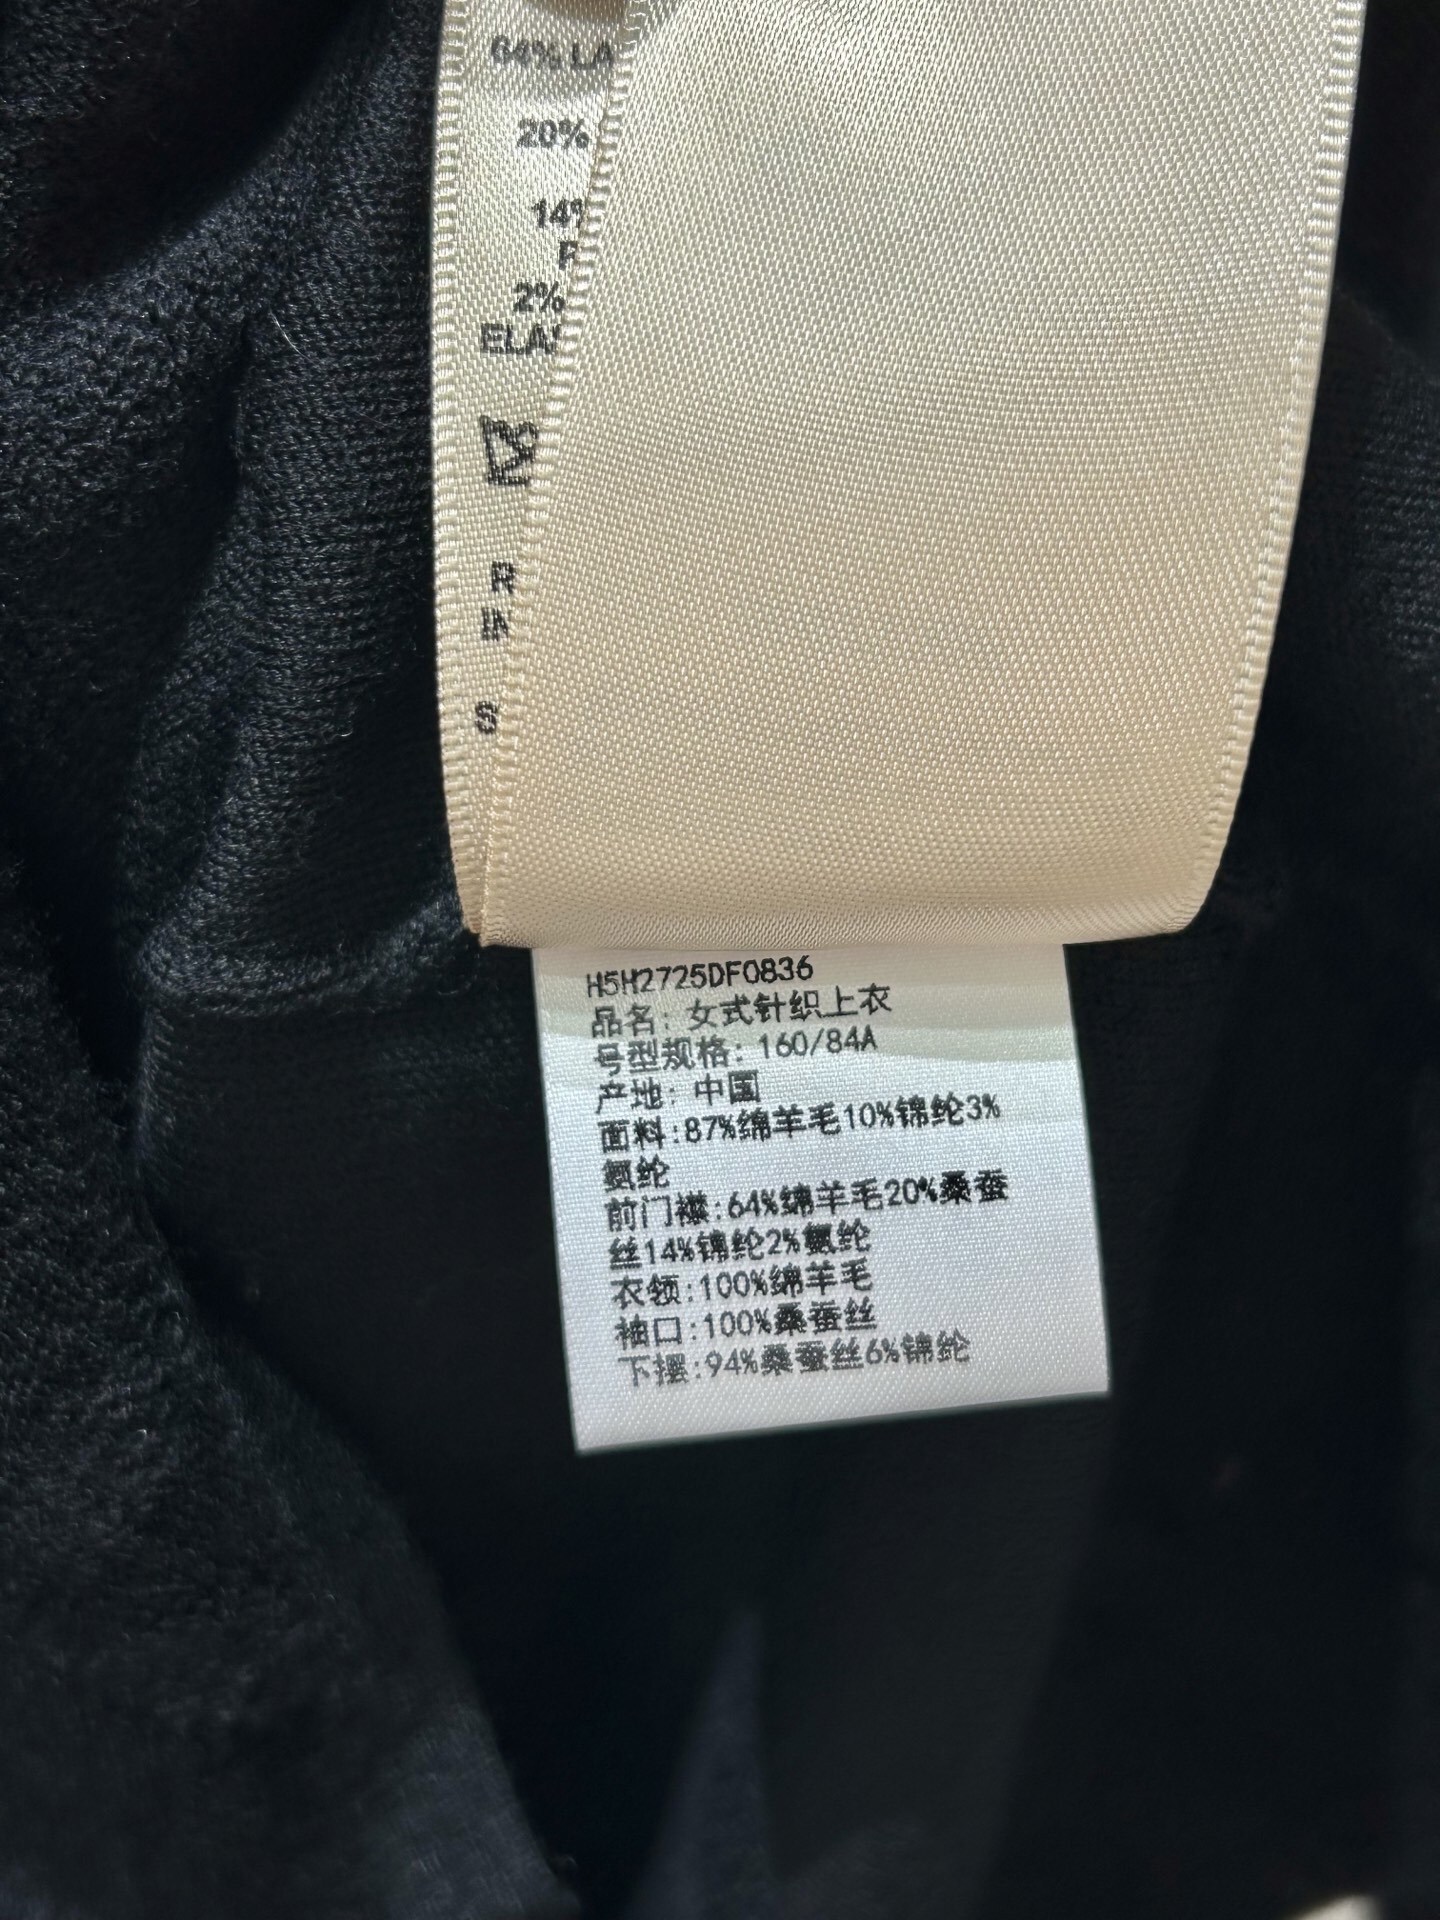 64% LA
20%
14%
2%
ELAS
R
IN
S
H5H2725DF0836
品名: 女式针织上衣
号型规格: 160/84A
产地: 中国
面料:87%绵羊毛10%锦纶3%
氨纶
前门襟:64%绵羊毛20%桑蚕
丝14%锦纶2%氨纶
衣领:100%绵羊毛
袖口:100%桑蚕丝
下摆:94%桑蚕丝6%锦纶